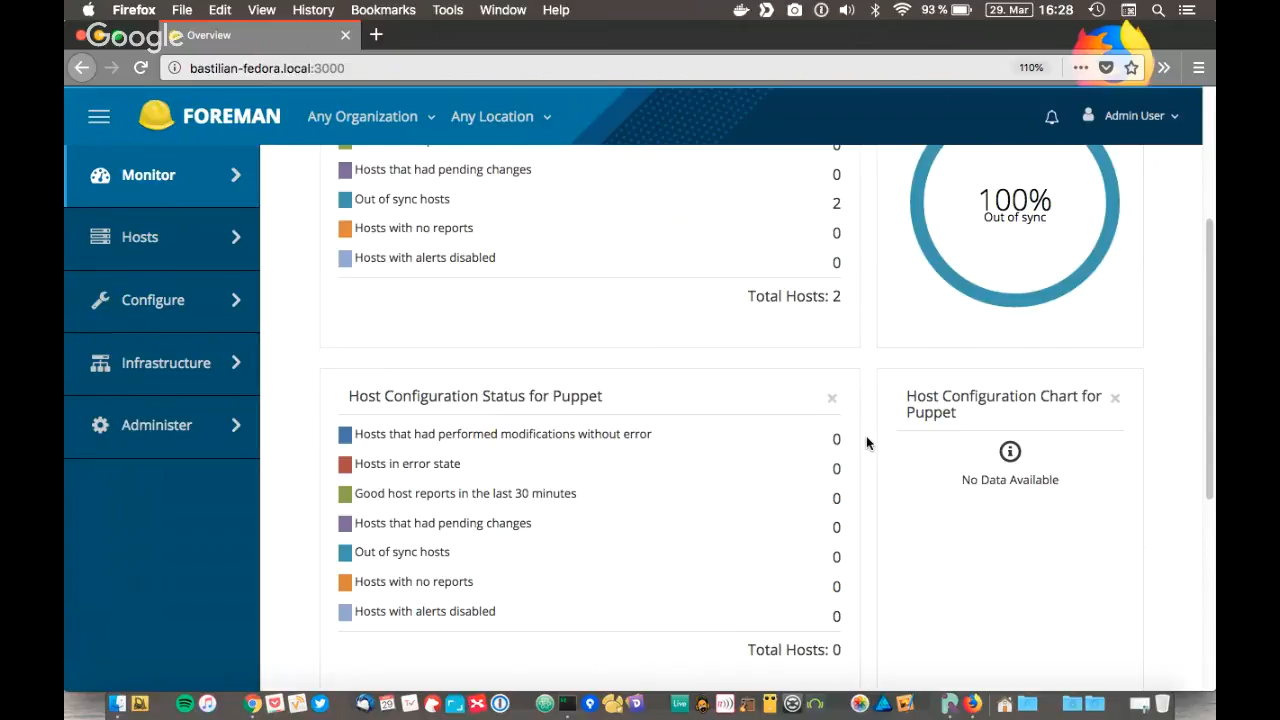 Firefox File Edit View History Bookmarks Tools Window Help 93 % 29. Mar 16:28
Google
Overview
bastilian-fedora.local:3000 110%
FOREMAN Any Organization Any Location Admin User
Monitor
Hosts
Configure
Infrastructure
Administer
0
Hosts that had pending changes 0
Out of sync hosts 2
Hosts with no reports 0
Hosts with alerts disabled 0
Total Hosts: 2
100%
Out of sync
Host Configuration Status for Puppet
Hosts that had performed modifications without error 0
Hosts in error state 0
Good host reports in the last 30 minutes 0
Hosts that had pending changes 0
Out of sync hosts 0
Hosts with no reports 0
Hosts with alerts disabled 0
Total Hosts: 0
Host Configuration Chart for
Puppet
No Data Available
Live